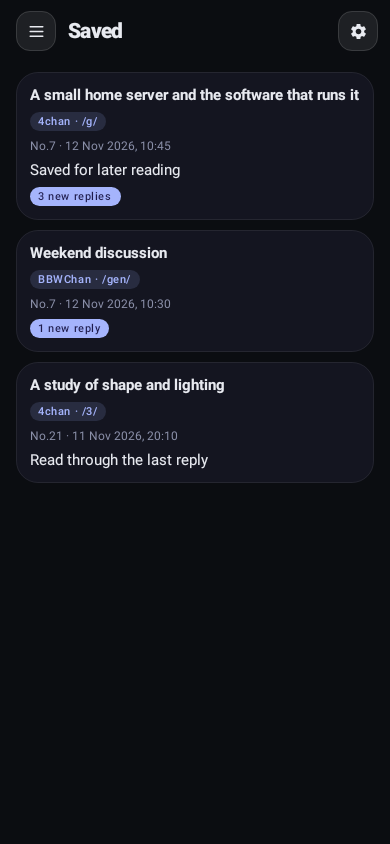 Saved
A small home server and the software that runs it
4chan · /g/
No.7 · 12 Nov 2026, 10:45
Saved for later reading
3 new replies
Weekend discussion
BBWChan · /gen/
No.7 · 12 Nov 2026, 10:30
1 new reply
A study of shape and lighting
4chan · /3/
No.21 · 11 Nov 2026, 20:10
Read through the last reply